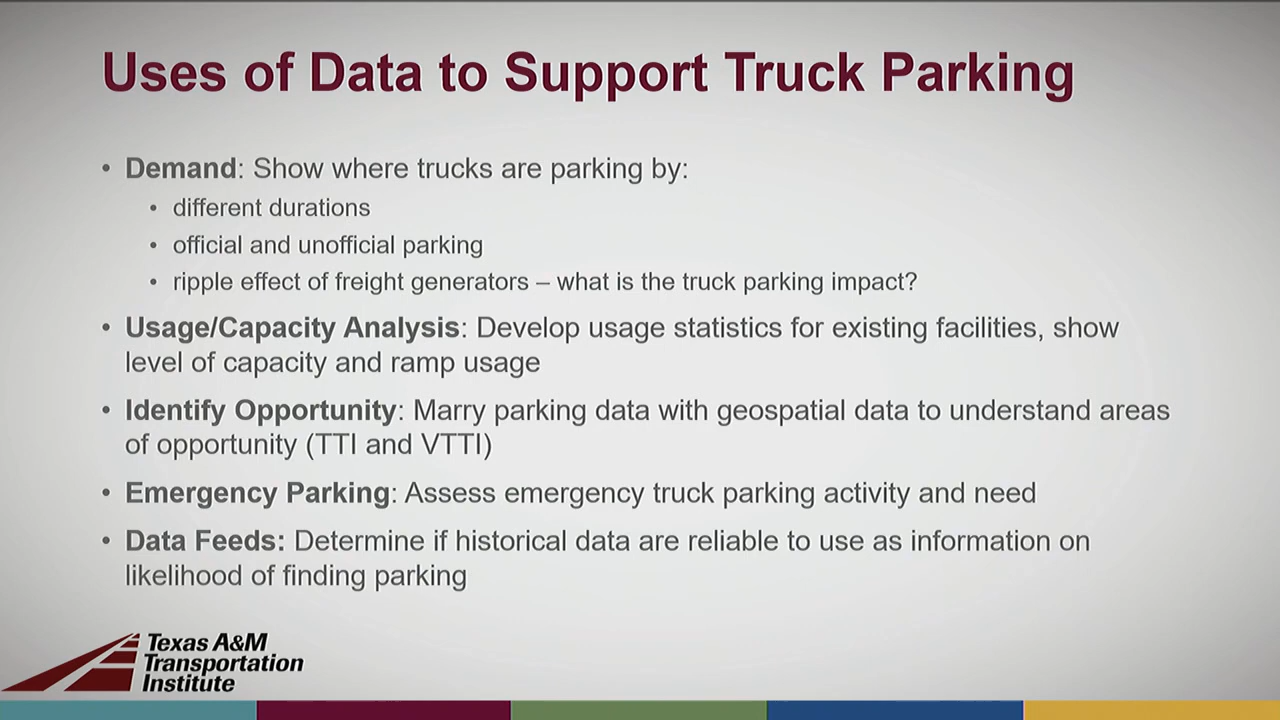 Uses of Data to Support Truck Parking
• Demand: Show where trucks are parking by:
• different durations
• official and unofficial parking
• ripple effect of freight generators – what is the truck parking impact?
• Usage/Capacity Analysis: Develop usage statistics for existing facilities, show
level of capacity and ramp usage
• Identify Opportunity: Marry parking data with geospatial data to understand areas
of opportunity (TTI and VTTI)
• Emergency Parking: Assess emergency truck parking activity and need
• Data Feeds: Determine if historical data are reliable to use as information on
likelihood of finding parking
Texas A&M
Transportation
Institute